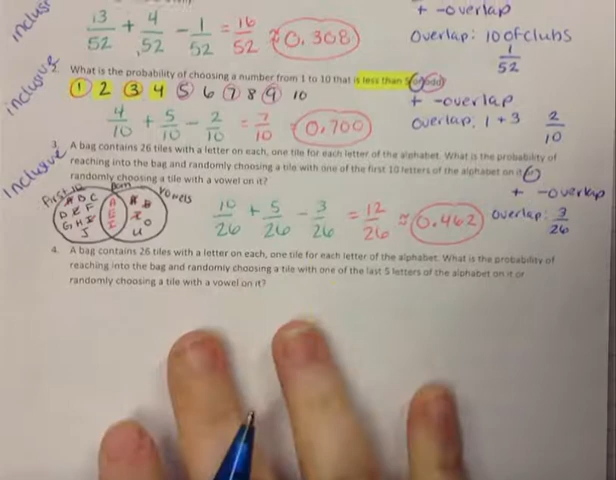 inclusive
13/52 + 4/52 - 1/52 = 16/52 ≈ 0.308
+ - overlap
overlap: 10 of clubs
1/52
inclusive
What is the probability of choosing a number from 1 to 10 that is less than 5 or odd?
1 2 3 4 5 6 7 8 9 10
+ - overlap
4/10 + 5/10 - 2/10 = 7/10 = 0.700
overlap: 1 + 3 2/10
inclusive
3. A bag contains 26 tiles with a letter on each, one tile for each letter of the alphabet. What is the probability of
reaching into the bag and randomly choosing a tile with one of the first 10 letters of the alphabet on it or
randomly choosing a tile with a vowel on it?
+ - overlap
First 10 Both Vowels
A B C
D E F
G H I
J
A
E
I
A E
I O
U
10/26 + 5/26 - 3/26 = 12/26 ≈ 0.462
overlap: 3/26
4. A bag contains 26 tiles with a letter on each, one tile for each letter of the alphabet. What is the probability of
reaching into the bag and randomly choosing a tile with one of the last 5 letters of the alphabet on it or
randomly choosing a tile with a vowel on it?